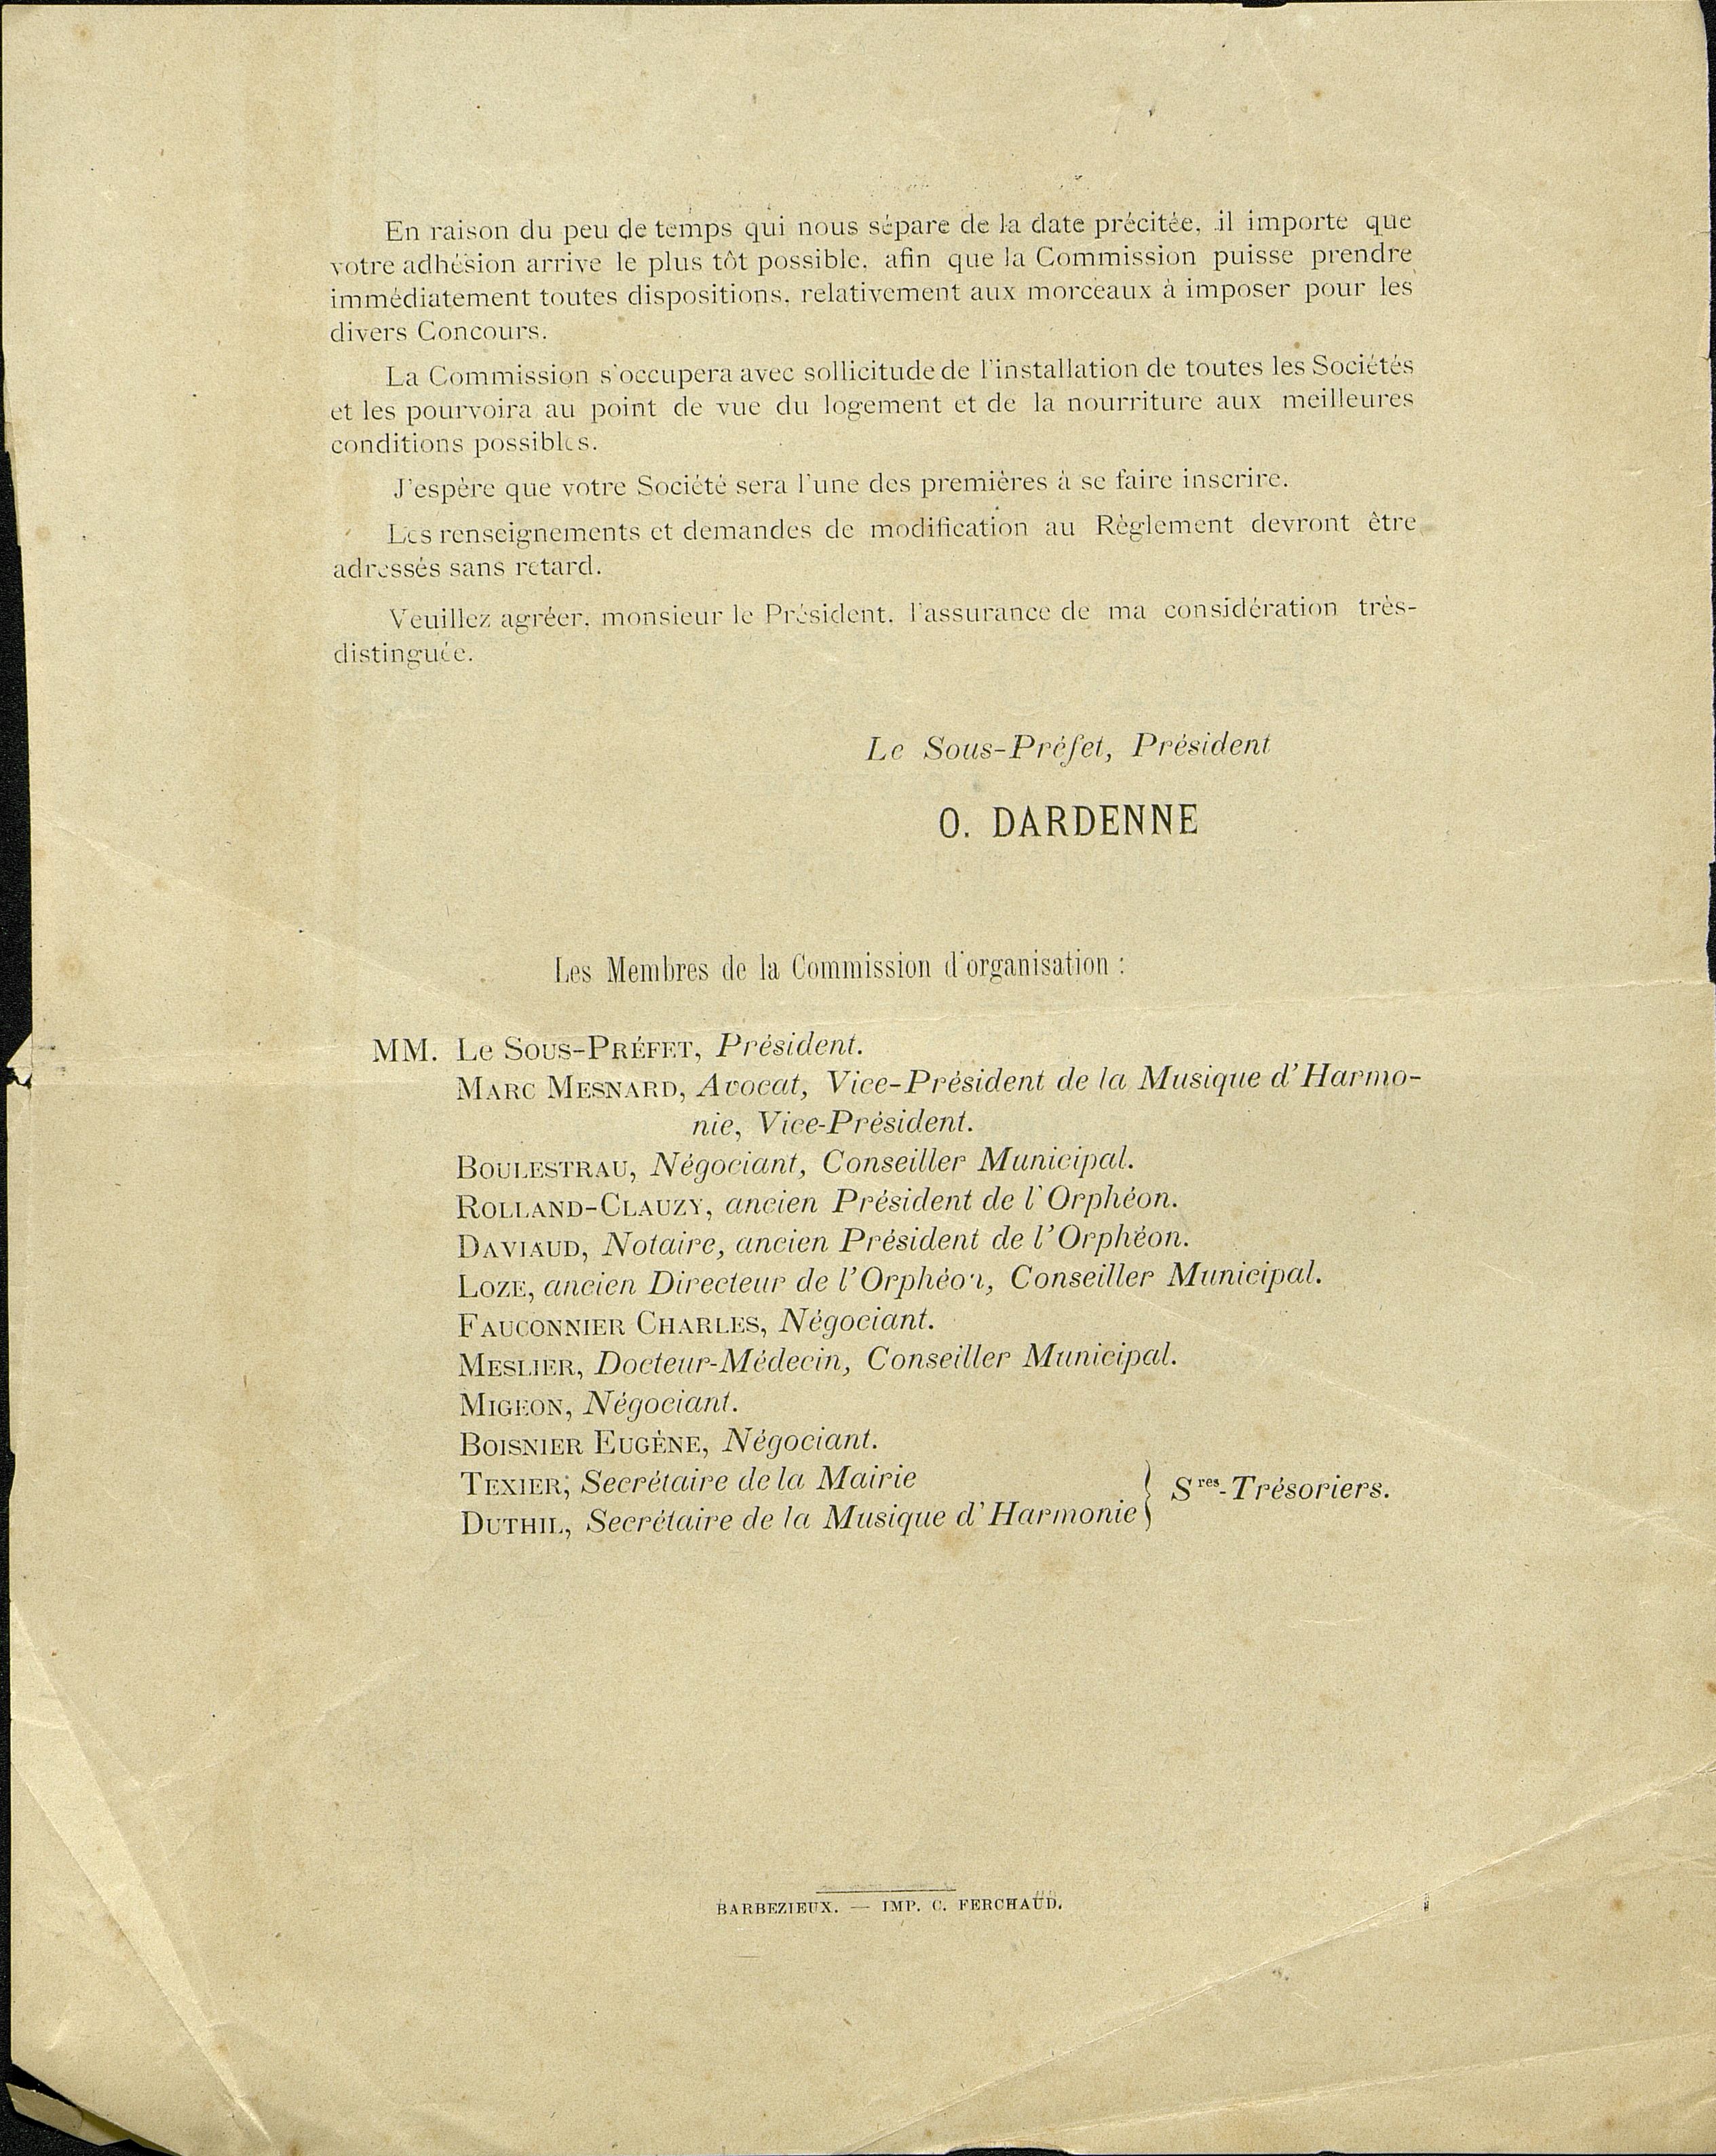 En raison du peu de temps qui nous sépare de la date précitée, il importe que
votre adhésion arrive le plus tôt possible, afin que la Commission puisse prendre
immédiatement toutes dispositions, relativement aux morceaux à imposer pour les
divers Concours.
La Commission s'occupera avec sollicitude de l'installation de toutes les Sociétés
et les pourvoira au point de vue du logement et de la nourriture aux meilleures
conditions possibles.
J'espère que votre Société sera l'une des premières à se faire inscrire.
Les renseignements et demandes de modification au Règlement devront être
adressés sans retard.
Veuillez agréer, monsieur le Président, l'assurance de ma considération très-
distinguée.
Le Sous-Préfet, Président
O. DARDENNE
Les Membres de la Commission d'organisation :
MM. Le Sous-Préfet, Président.
Marc Mesnard, Avocat, Vice-Président de la Musique d'Harmo-
nie, Vice-Président.
Boulestrau, Négociant, Conseiller Municipal.
Rolland-Clauzy, ancien Président de l'Orphéon.
Daviaud, Notaire, ancien Président de l'Orphéon.
Loze, ancien Directeur de l'Orphéon, Conseiller Municipal.
Fauconnier Charles, Négociant.
Meslier, Docteur-Médecin, Conseiller Municipal.
Migeon, Négociant.
Boisnier Eugène, Négociant.
Texier, Secrétaire de la Mairie
Duthil, Secrétaire de la Musique d'Harmonie } Sres-Trésoriers.
BARBEZIEUX. — IMP. C. FERCHAUD.